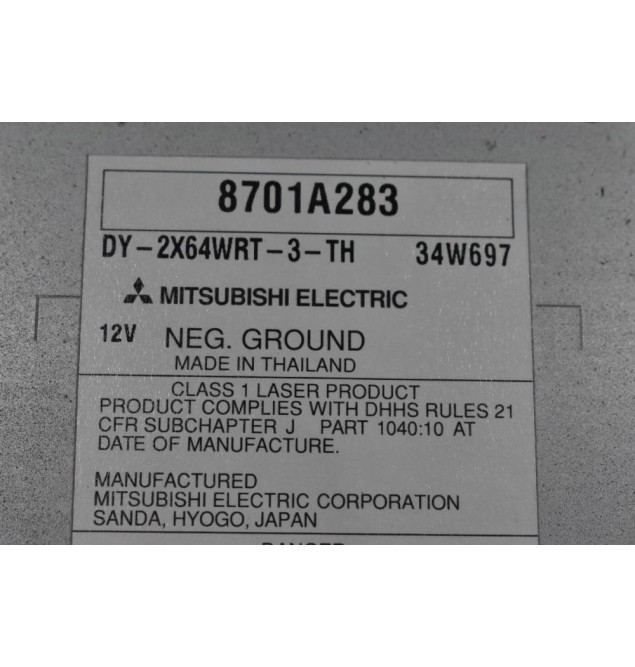 8701A283
DY-2X64WRT-3-TH 34W697
MITSUBISHI ELECTRIC
12V NEG. GROUND
MADE IN THAILAND
CLASS 1 LASER PRODUCT
PRODUCT COMPLIES WITH DHHS RULES 21
CFR SUBCHAPTER J PART 1040:10 AT
DATE OF MANUFACTURE.
MANUFACTURED
MITSUBISHI ELECTRIC CORPORATION
SANDA, HYOGO, JAPAN